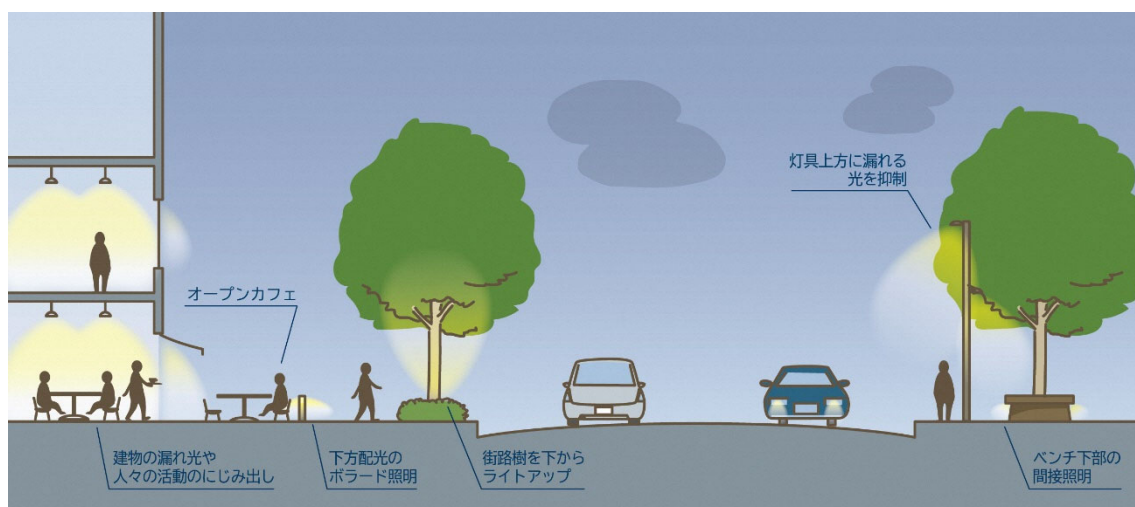 灯具上方に漏れる
光を抑制
オープンカフェ
建物の漏れ光や
人々の活動のにじみ出し
下方配光の
ボラード照明
街路樹を下から
ライトアップ
ベンチ下部の
間接照明